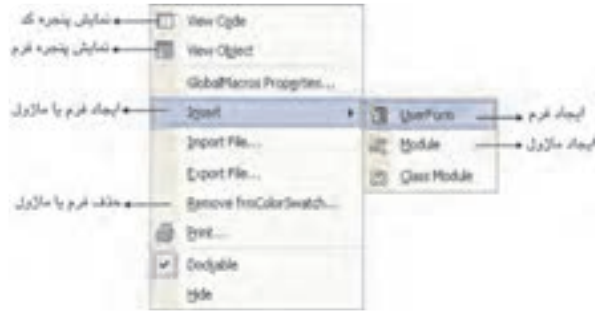 نمایش پنجره کد
View Code
نمایش پنجره فرم
View Object
GlobalMacros Properties...
ایجاد فرم یا ماژول
Insert
UserForm
ایجاد فرم
Import File...
Module
ایجاد ماژول
Export File...
Class Module
حذف فرم یا ماژول
Remove frmColorSwatch...
Print...
Dockable
Hide